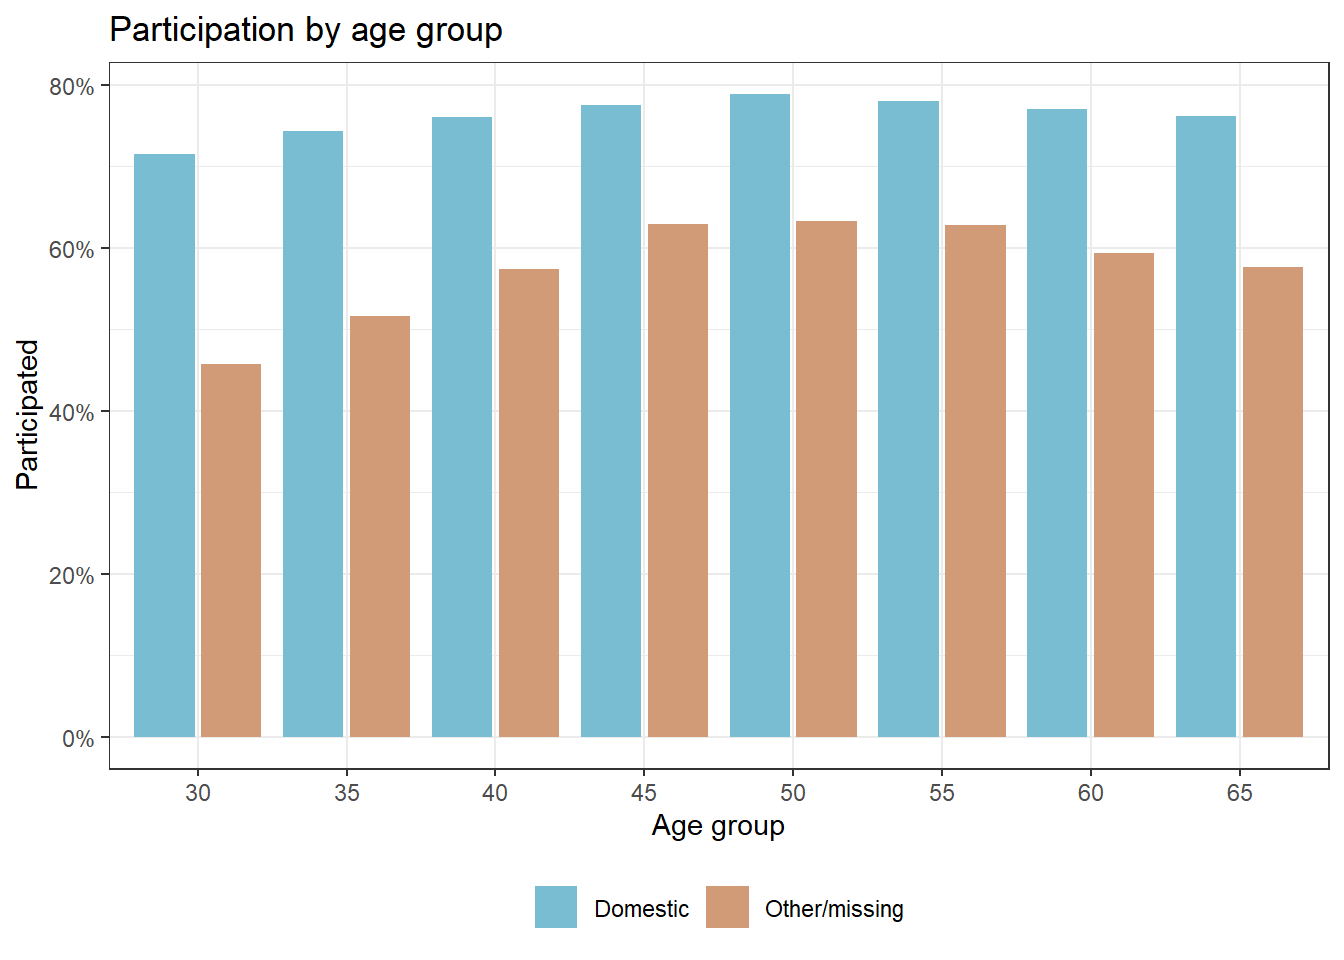 Participation by age group
80%
60%
40%
20%
0%
Participated
30 35 40 45 50 55 60 65
Age group
Domestic Other/missing